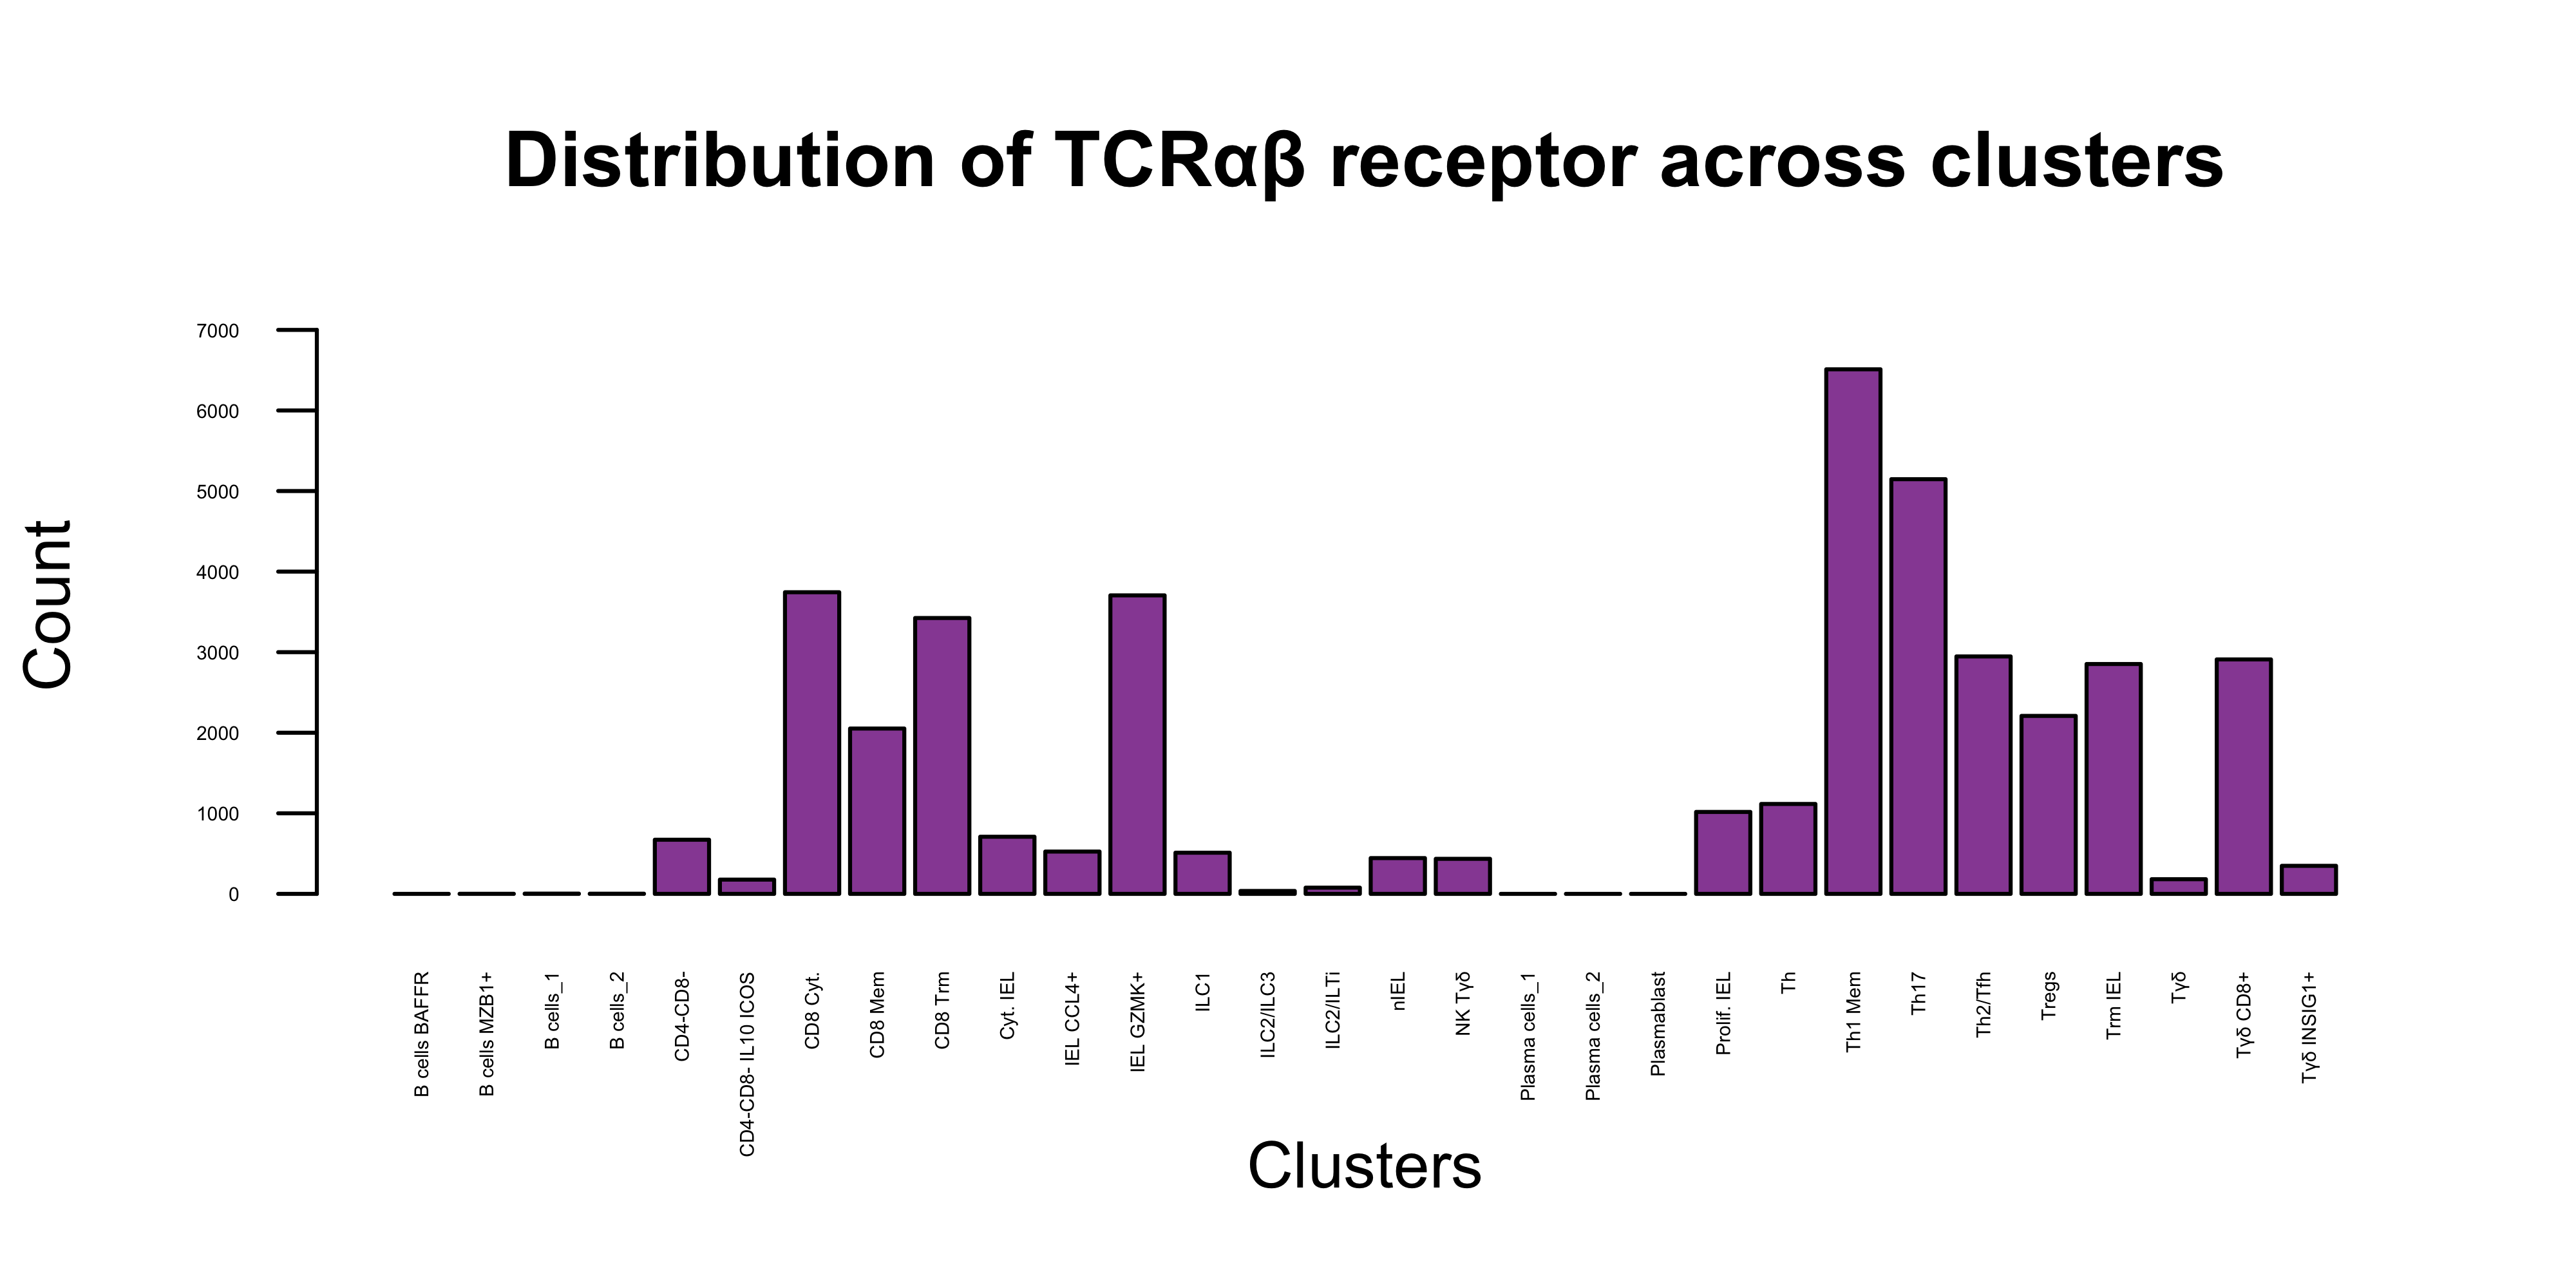 Distribution of TCRαβ receptor across clusters
Count
7000
6000
5000
4000
3000
2000
1000
0
B cells BAFFR
B cells MZB1+
B cells_1
B cells_2
CD4-CD8-
CD4-CD8- IL10 ICOS
CD8 Cyt.
CD8 Mem
CD8 Trm
Cyt. IEL
IEL CCL4+
IEL GZMK+
ILC1
ILC2/ILC3
ILC2/ILTi
nIEL
NK Tγδ
Plasma cells_1
Plasma cells_2
Plasmablast
Prolif. IEL
Th
Th1 Mem
Th17
Th2/Tfh
Tregs
Trm IEL
Tγδ
Tγδ CD8+
Tγδ INSIG1+
Clusters